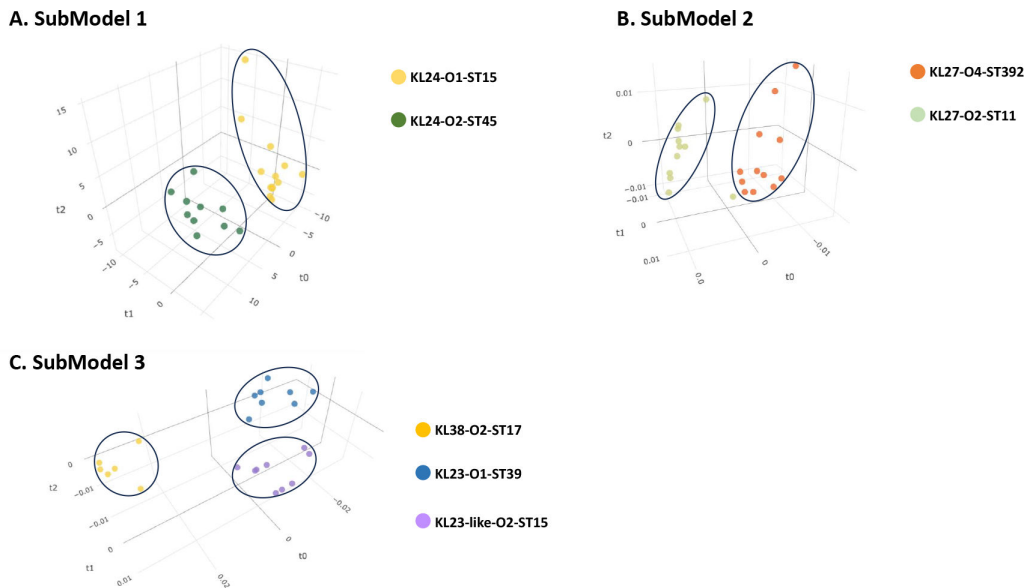 A. SubModel 1
B. SubModel 2
KL24-O1-ST15
KL24-O2-ST45
15
10
5
0
−5
−10
−5
0
t2
t1
−10
−5
0
5
10
t0
KL27-O4-ST392
KL27-O2-ST11
0.01
0
−0.01
−0.01
0
0.01
t2
t1
0.0
0
−0.01
t0
C. SubModel 3
KL38-O2-ST17
KL23-O1-ST39
KL23-like-O2-ST15
0
−0.01
−0.01
0
0.01
t2
t1
0.02
0
−0.02
t0